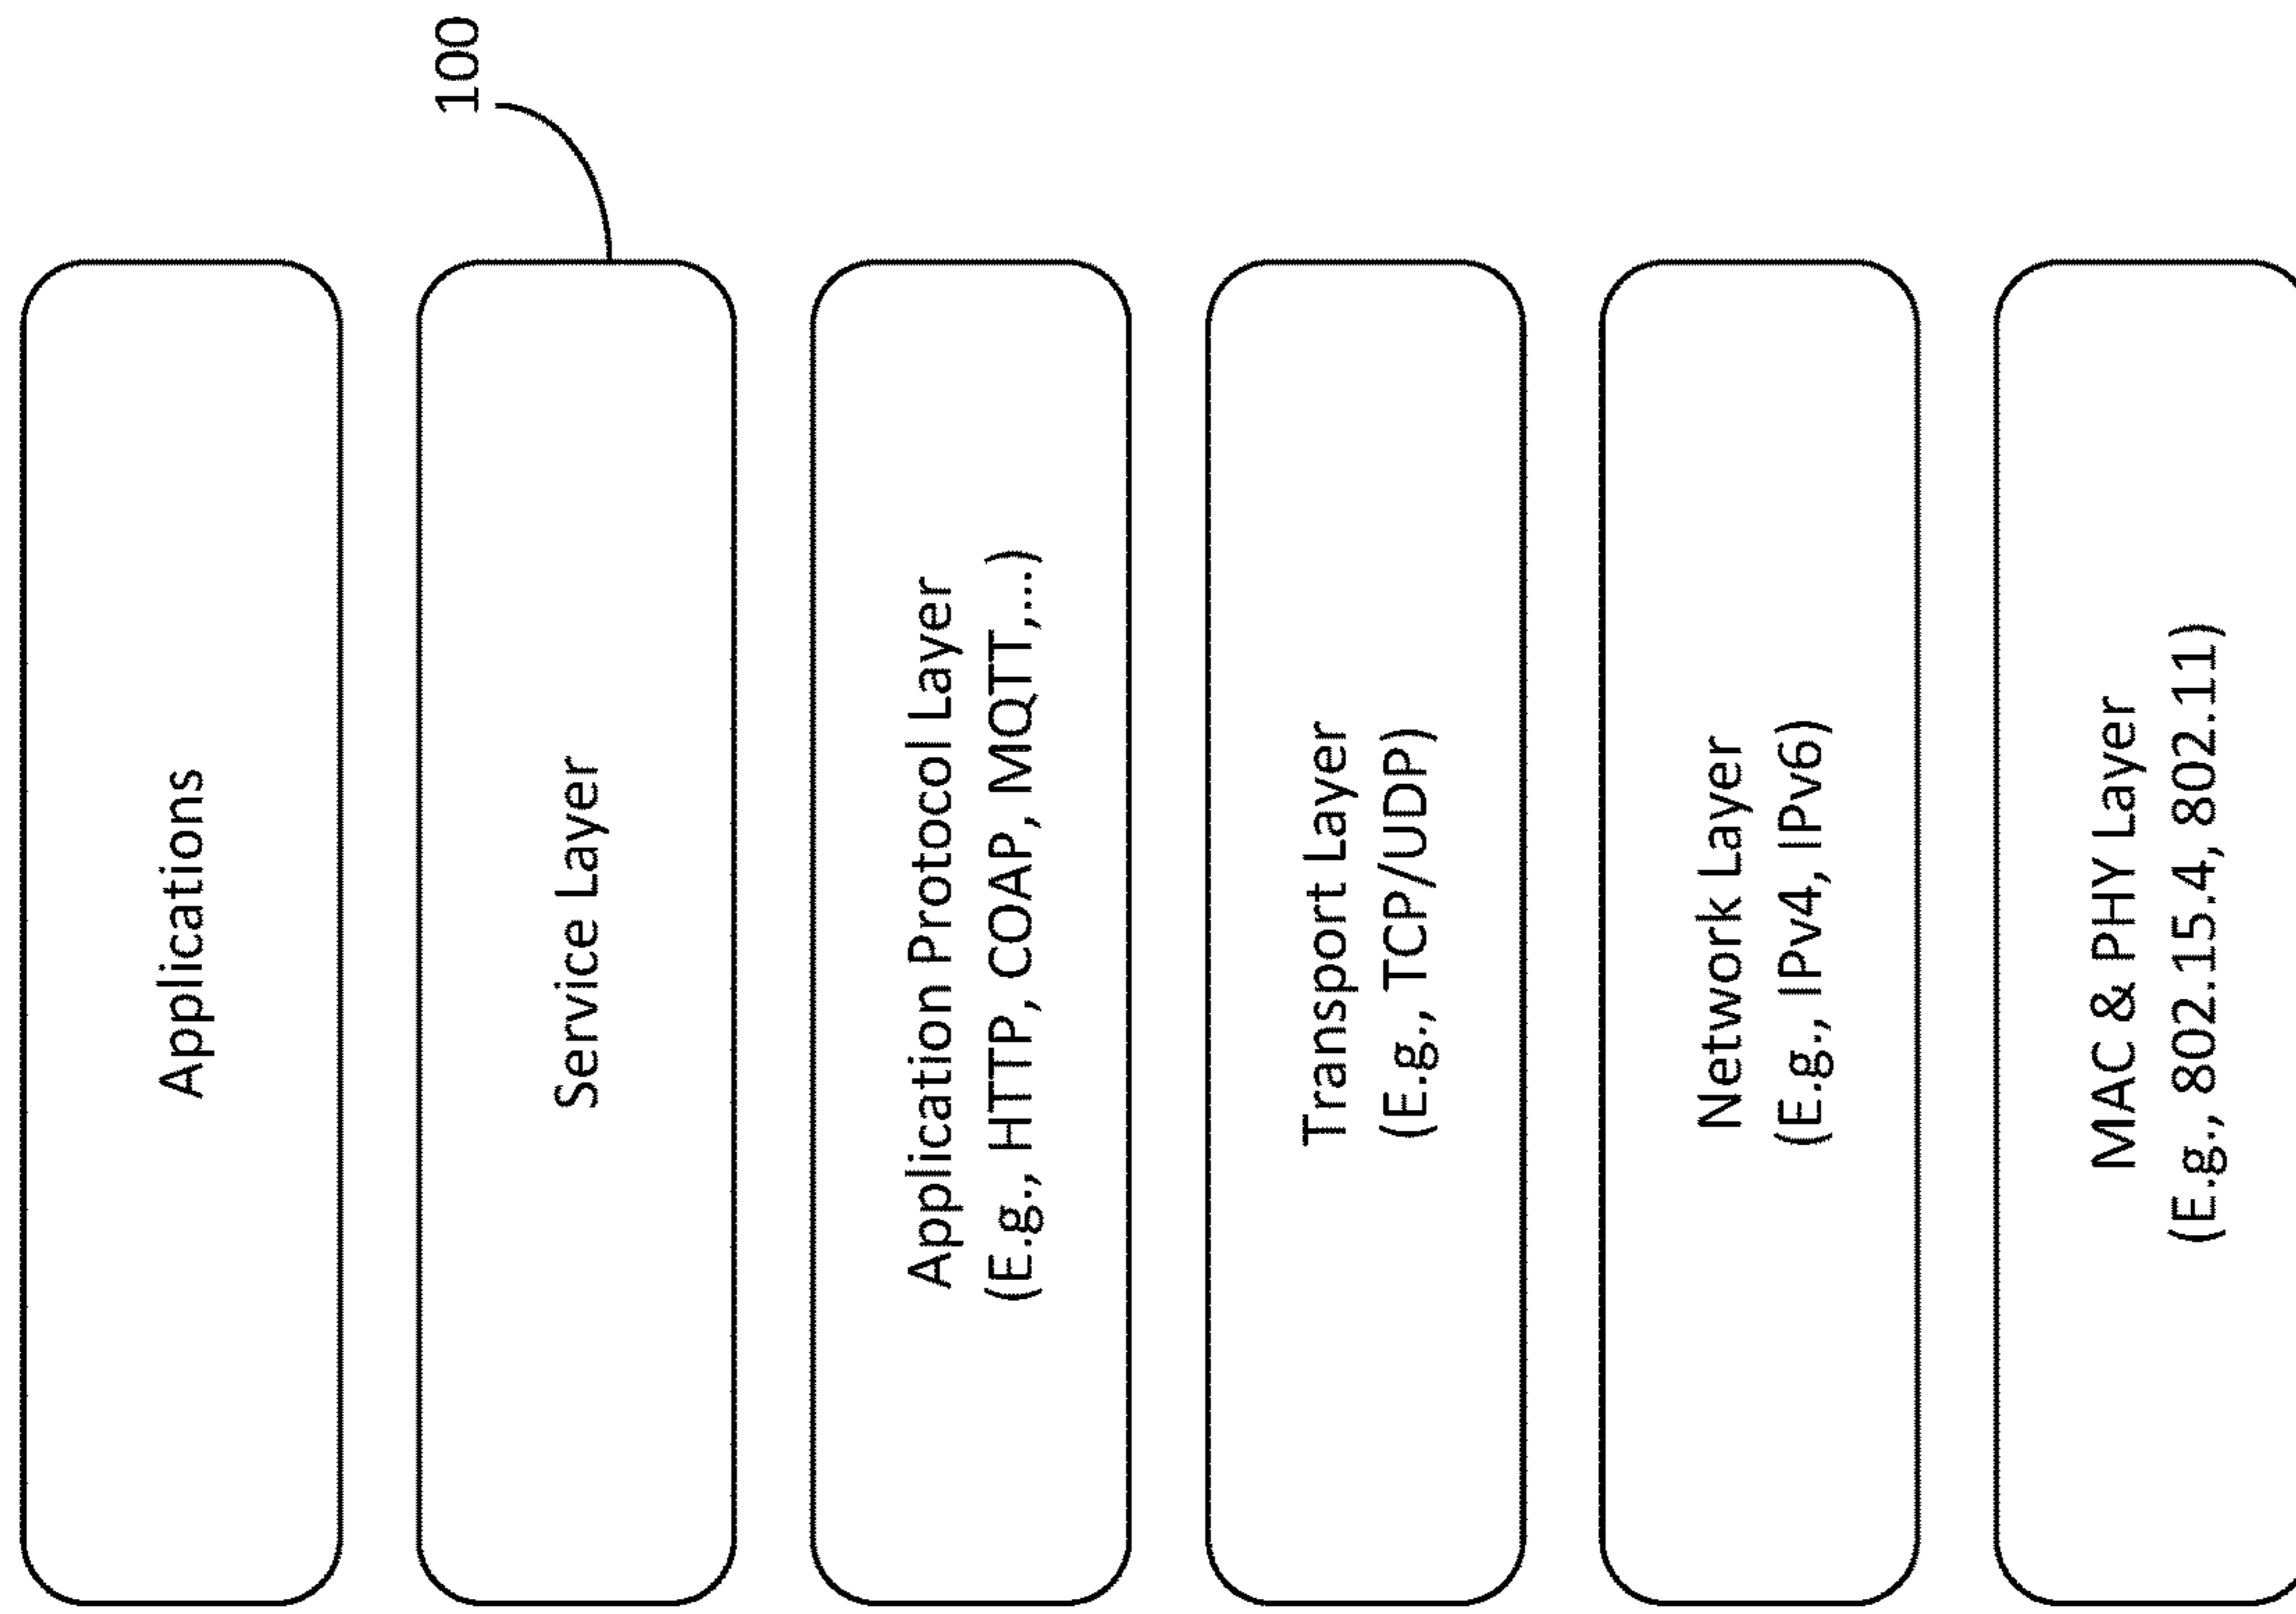 Applications
100
Service Layer
Application Protocol Layer
(E.g., HTTP, COAP, MQTT,...)
Transport Layer
(E.g., TCP/UDP)
Network Layer
(E.g., IPv4, IPv6)
MAC & PHY Layer
(E.g., 802.15.4, 802.11)